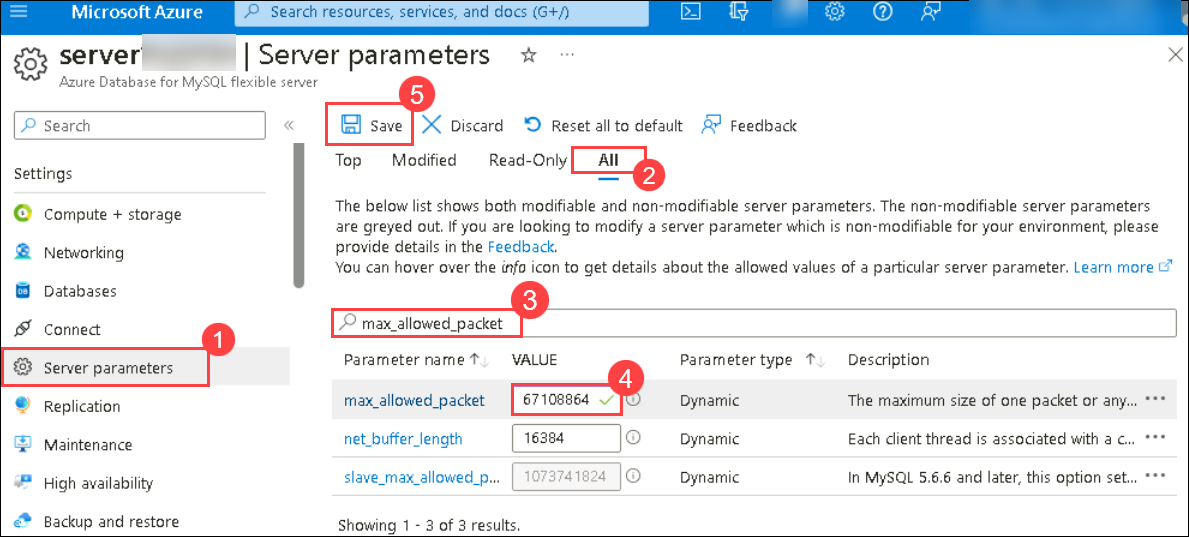 Microsoft Azure
Search resources, services, and docs (G+/)
server | Server parameters
Azure Database for MySQL flexible server
5
Search
Save
Discard
Reset all to default
Feedback
Top
Modified
Read-Only
All
2
Settings
Compute + storage
Networking
Databases
Connect
1
Server parameters
Replication
Maintenance
High availability
Backup and restore
The below list shows both modifiable and non-modifiable server parameters. The non-modifiable server parameters
are greyed out. If you are looking to modify a server parameter which is non-modifiable for your environment, please
provide details in the Feedback.
You can hover over the info icon to get details about the allowed values of a particular server parameter. Learn more
3
max_allowed_packet
Parameter name VALUE Parameter type Description
4
max_allowed_packet 67108864 Dynamic The maximum size of one packet or any...
net_buffer_length 16384 Dynamic Each client thread is associated with a c...
slave_max_allowed_p... 1073741824 Dynamic In MySQL 5.6.6 and later, this option set...
Showing 1 - 3 of 3 results.